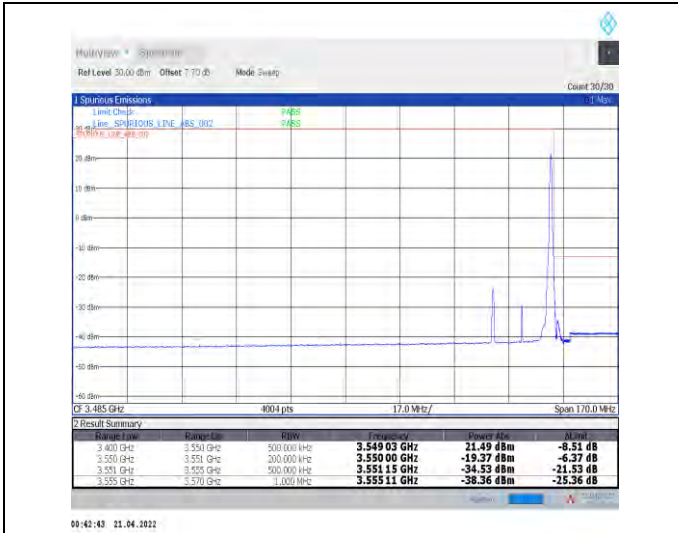 MultiView Spectrum
Ref Level 30.00 dBm Offset 7.70 dB Mode Sweep
Count 30/30
1 Spurious Emissions
Limit Check PASS
Line_SPURIOUS_LINE_ABS_002 PASS
20 dBm
10 dBm
0 dBm
-10 dBm
-20 dBm
-30 dBm
-40 dBm
-50 dBm
-60 dBm
CF 3.485 GHz 4004 pts 17.0 MHz/ Span 170.0 MHz
2 Result Summary
Range Low Range Up RBW Frequency Power Abs ΔLimit
3.400 GHz 3.550 GHz 500.000 kHz 3.549 03 GHz 21.49 dBm -8.51 dB
3.550 GHz 3.551 GHz 200.000 kHz 3.550 00 GHz -19.37 dBm -6.37 dB
3.551 GHz 3.555 GHz 500.000 kHz 3.551 15 GHz -34.53 dBm -21.53 dB
3.555 GHz 3.570 GHz 1.000 MHz 3.555 11 GHz -38.36 dBm -25.36 dB
00:42:43 21.04.2022